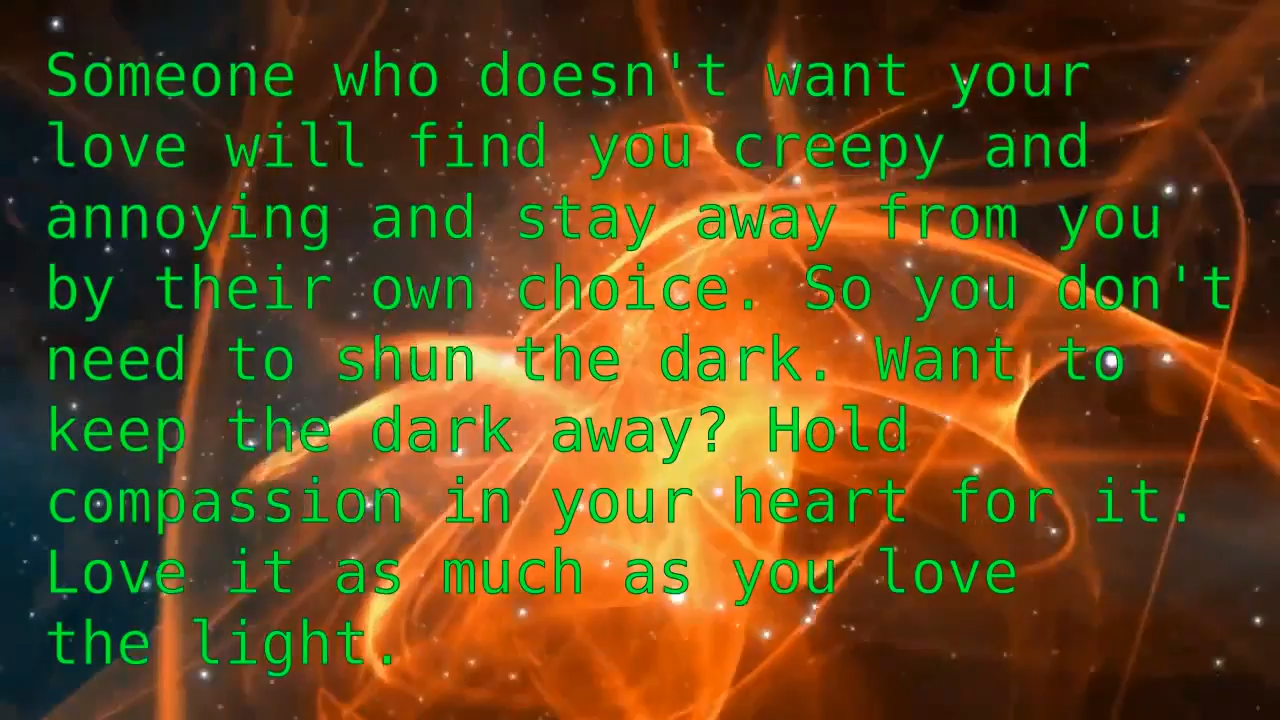 Someone who doesn't want your
love will find you creepy and
annoying and stay away from you
by their own choice. So you don't
need to shun the dark. Want to
keep the dark away? Hold
compassion in your heart for it.
Love it as much as you love
the light.